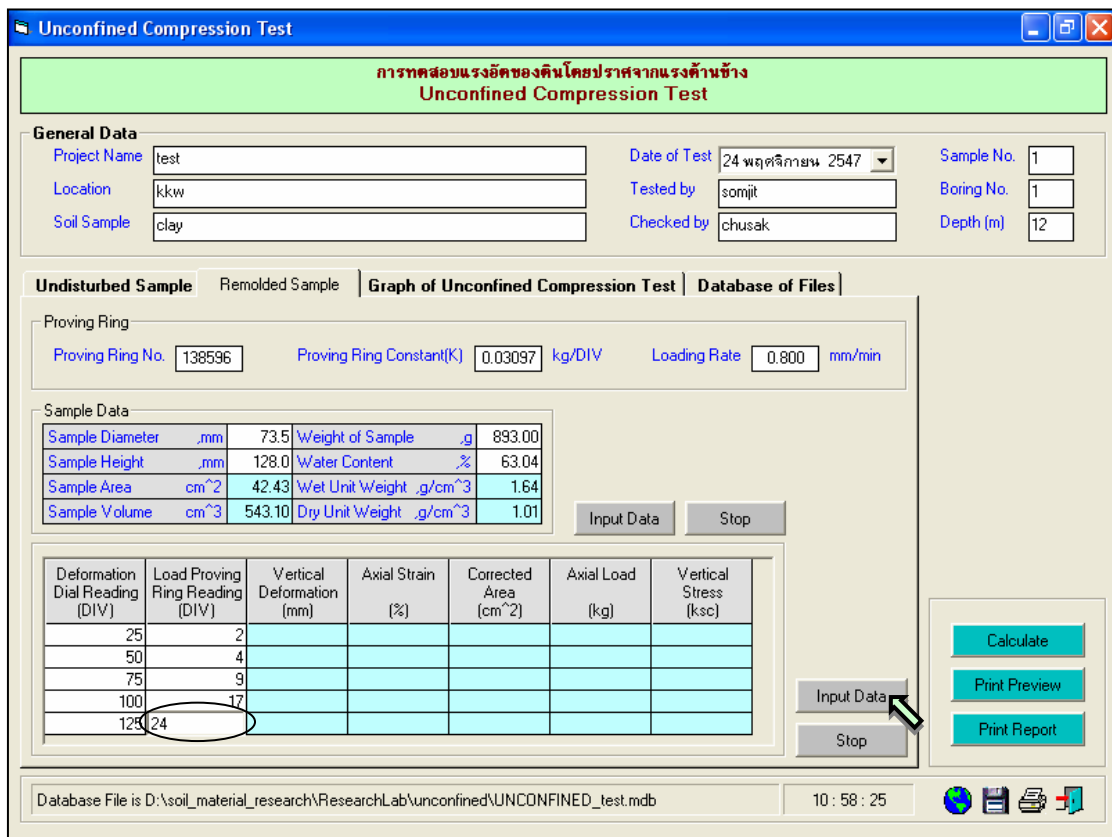 Unconfined Compression Test
การทดสอบแรงอัดของดินโดยปราศจากแรงด้านข้าง
Unconfined Compression Test
General Data
Project Name test Date of Test 24 พฤศจิกายน 2547 Sample No. 1
Location kkw Tested by somjit Boring No. 1
Soil Sample clay Checked by chusak Depth (m) 12
Undisturbed Sample Remolded Sample Graph of Unconfined Compression Test Database of Files
Proving Ring
Proving Ring No. 138596 Proving Ring Constant(K) 0.03097 kg/DIV Loading Rate 0.800 mm/min
Sample Data
Sample Diameter ,mm 73.5 Weight of Sample ,g 893.00
Sample Height ,mm 128.0 Water Content ,% 63.04
Sample Area cm^2 42.43 Wet Unit Weight ,g/cm^3 1.64
Sample Volume cm^3 543.10 Dry Unit Weight ,g/cm^3 1.01
Input Data Stop
Deformation Dial Reading (DIV) Load Proving Ring Reading (DIV) Vertical Deformation (mm) Axial Strain (%) Corrected Area (cm^2) Axial Load (kg) Vertical Stress (ksc)
25 2
50 4
75 9
100 17
125 24
Input Data
Stop
Calculate
Print Preview
Print Report
Database File is D:\soil_material_research\ResearchLab\unconfined\UNCONFINED_test.mdb 10 : 58 : 25